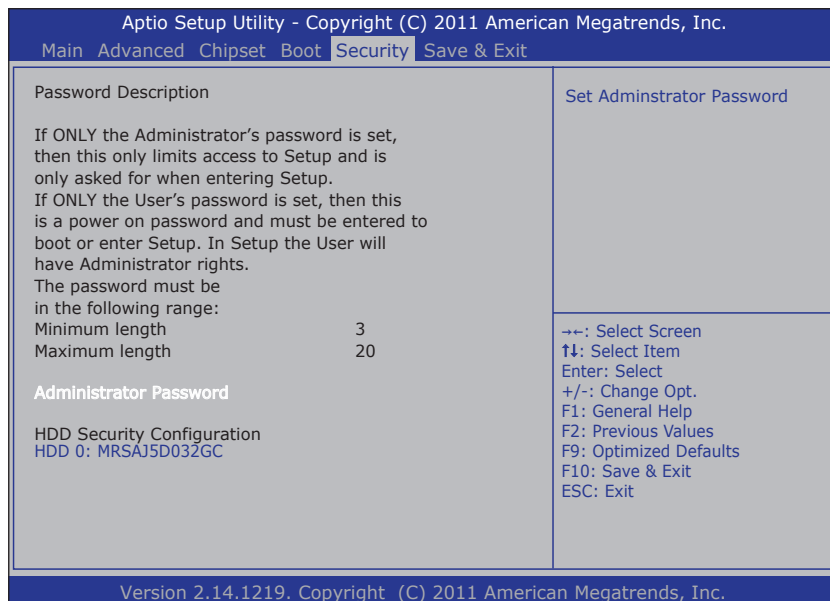 Aptio Setup Utility - Copyright (C) 2011 American Megatrends, Inc.
Main Advanced Chipset Boot Security Save & Exit
Password Description
If ONLY the Administrator's password is set,
then this only limits access to Setup and is
only asked for when entering Setup.
If ONLY the User's password is set, then this
is a power on password and must be entered to
boot or enter Setup. In Setup the User will
have Administrator rights.
The password must be
in the following range:
Minimum length 3
Maximum length 20
Administrator Password
HDD Security Configuration
HDD 0: MRSAJ5D032GC
Set Adminstrator Password
→←: Select Screen
↑↓: Select Item
Enter: Select
+/-: Change Opt.
F1: General Help
F2: Previous Values
F9: Optimized Defaults
F10: Save & Exit
ESC: Exit
Version 2.14.1219. Copyright (C) 2011 American Megatrends, Inc.